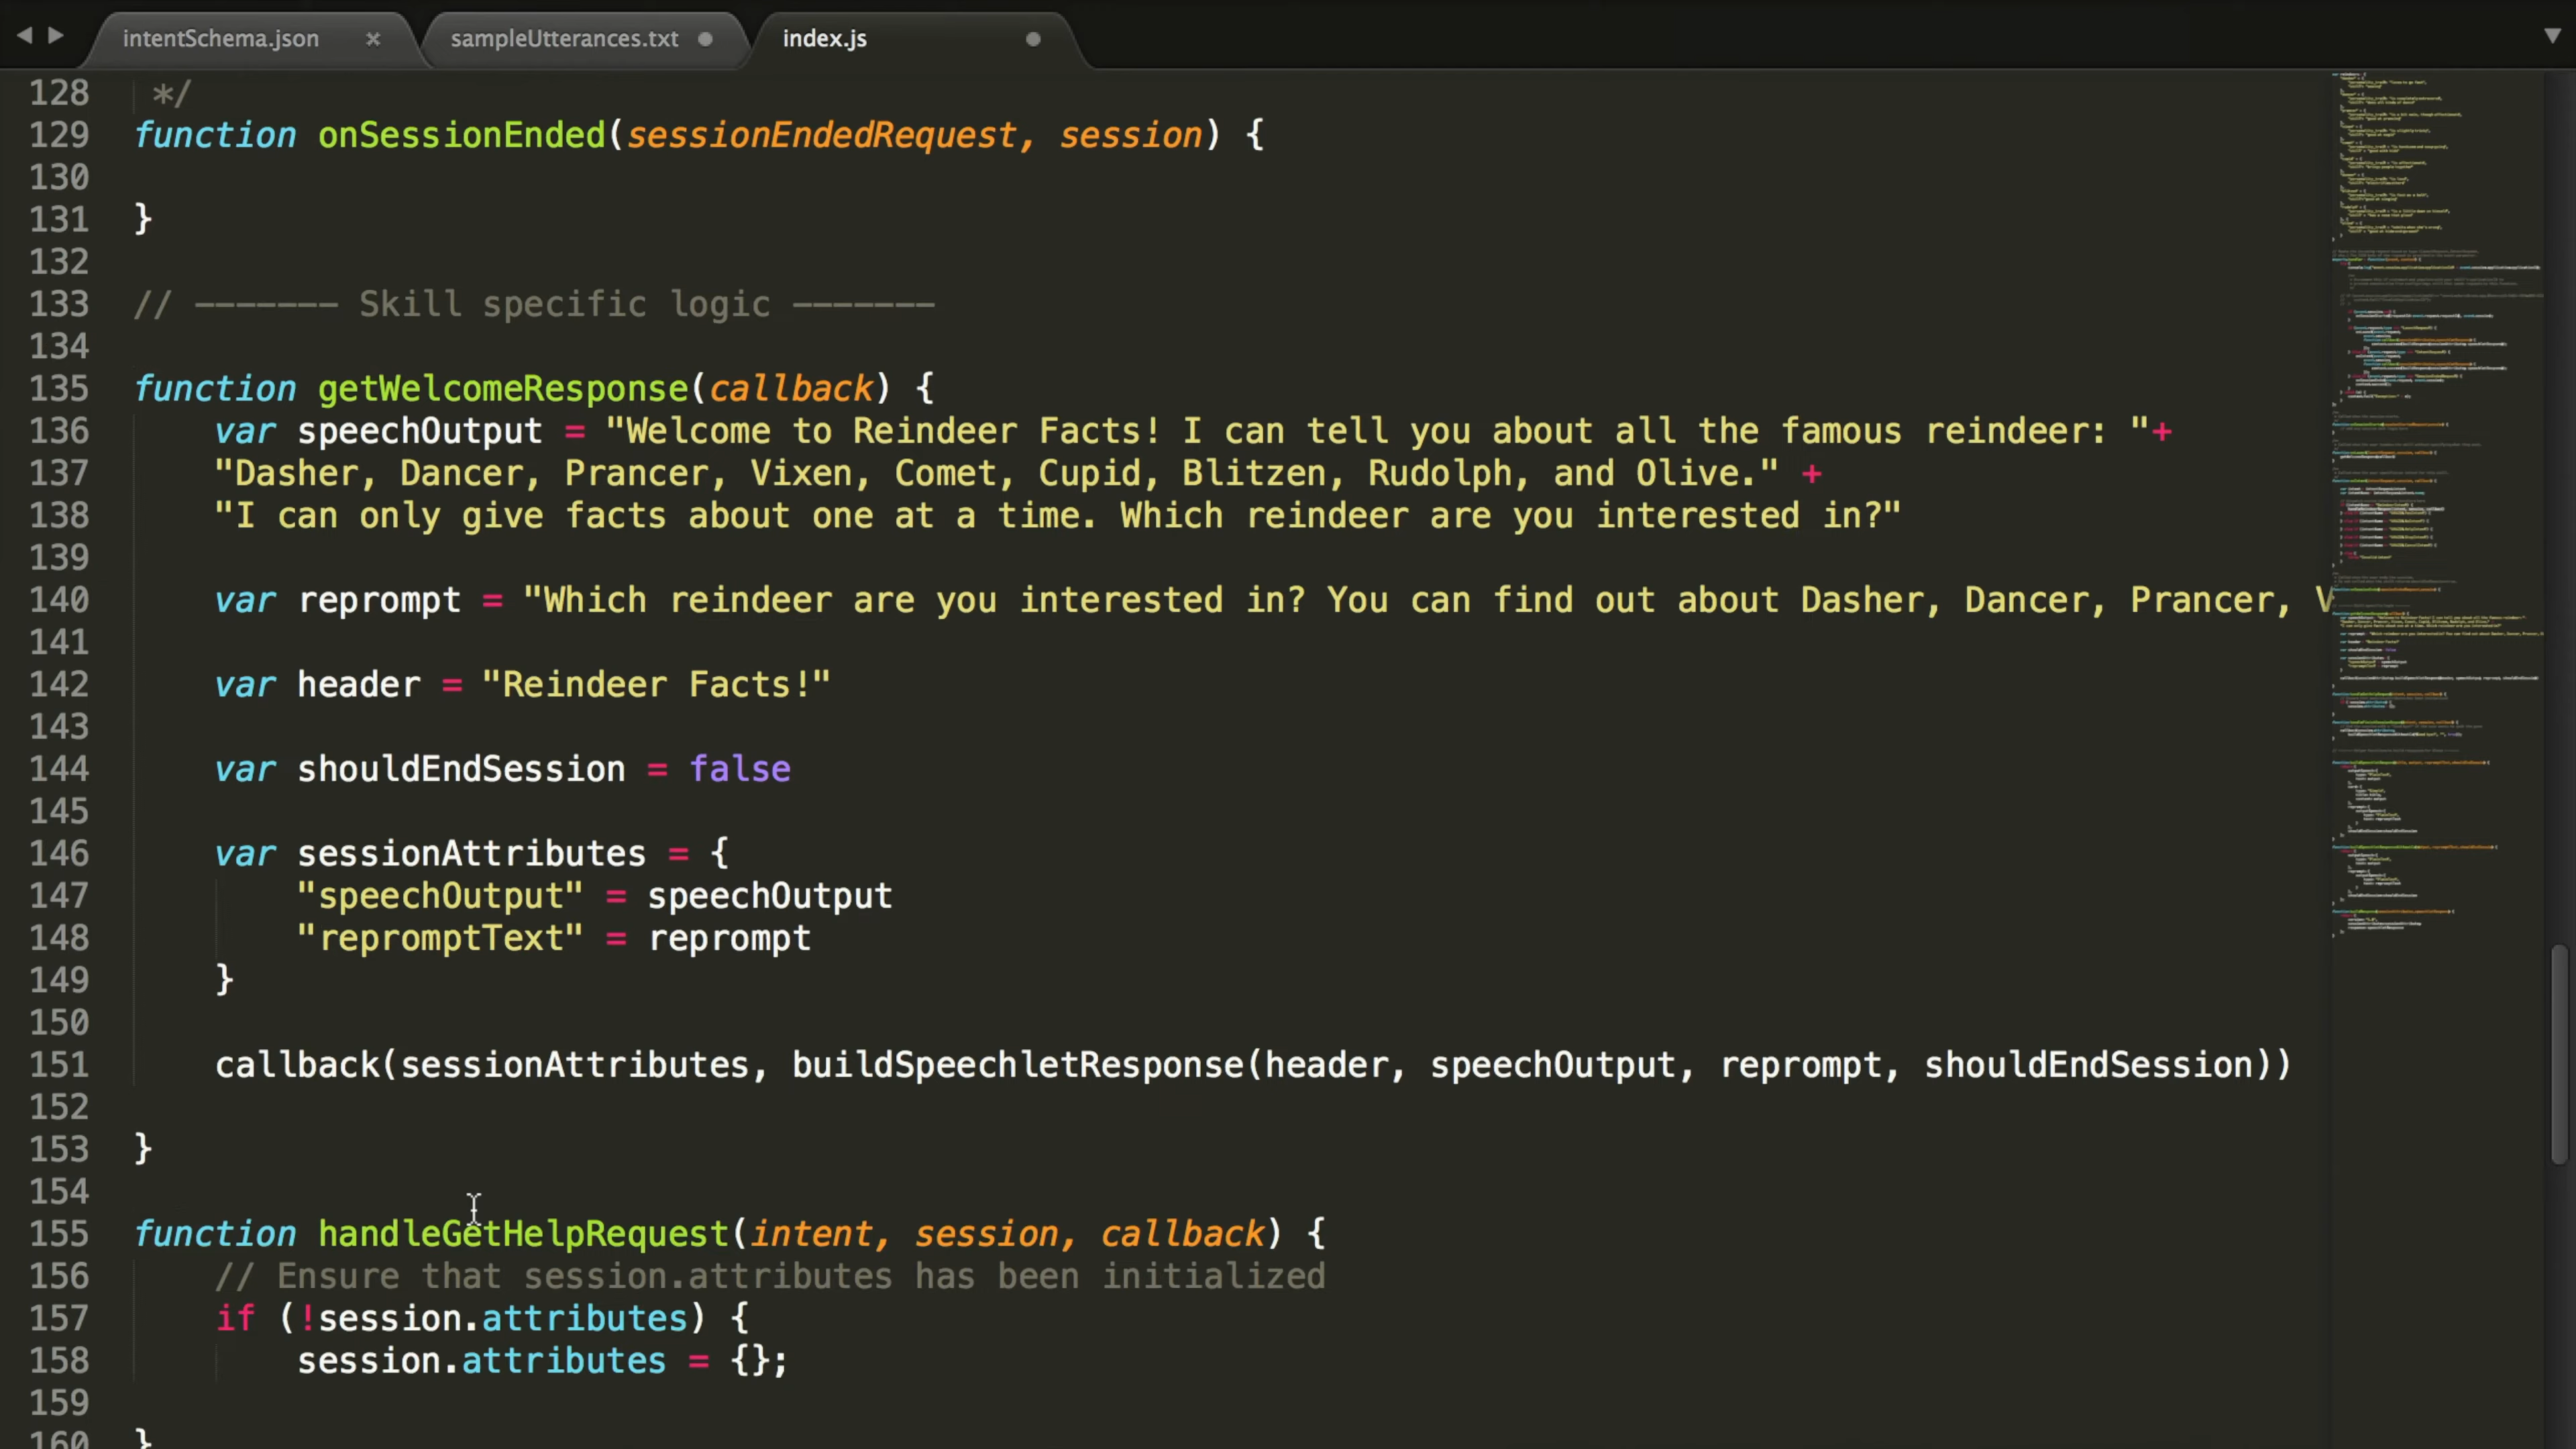 intentSchema.json ×
sampleUtterances.txt
index.js
128 */
129 function onSessionEnded(sessionEndedRequest, session) {
130
131 }
132
133 // ——————— Skill specific logic ———————
134
135 function getWelcomeResponse(callback) {
136 var speechOutput = "Welcome to Reindeer Facts! I can tell you about all the famous reindeer: "+
137 "Dasher, Dancer, Prancer, Vixen, Comet, Cupid, Blitzen, Rudolph, and Olive." +
138 "I can only give facts about one at a time. Which reindeer are you interested in?"
139
140 var reprompt = "Which reindeer are you interested in? You can find out about Dasher, Dancer, Prancer, V
141
142 var header = "Reindeer Facts!"
143
144 var shouldEndSession = false
145
146 var sessionAttributes = {
147 "speechOutput" = speechOutput
148 "repromptText" = reprompt
149 }
150
151 callback(sessionAttributes, buildSpeechletResponse(header, speechOutput, reprompt, shouldEndSession))
152
153 }
154
155 function handleGetHelpRequest(intent, session, callback) {
156 // Ensure that session.attributes has been initialized
157 if (!session.attributes) {
158 session.attributes = {};
159
160 }